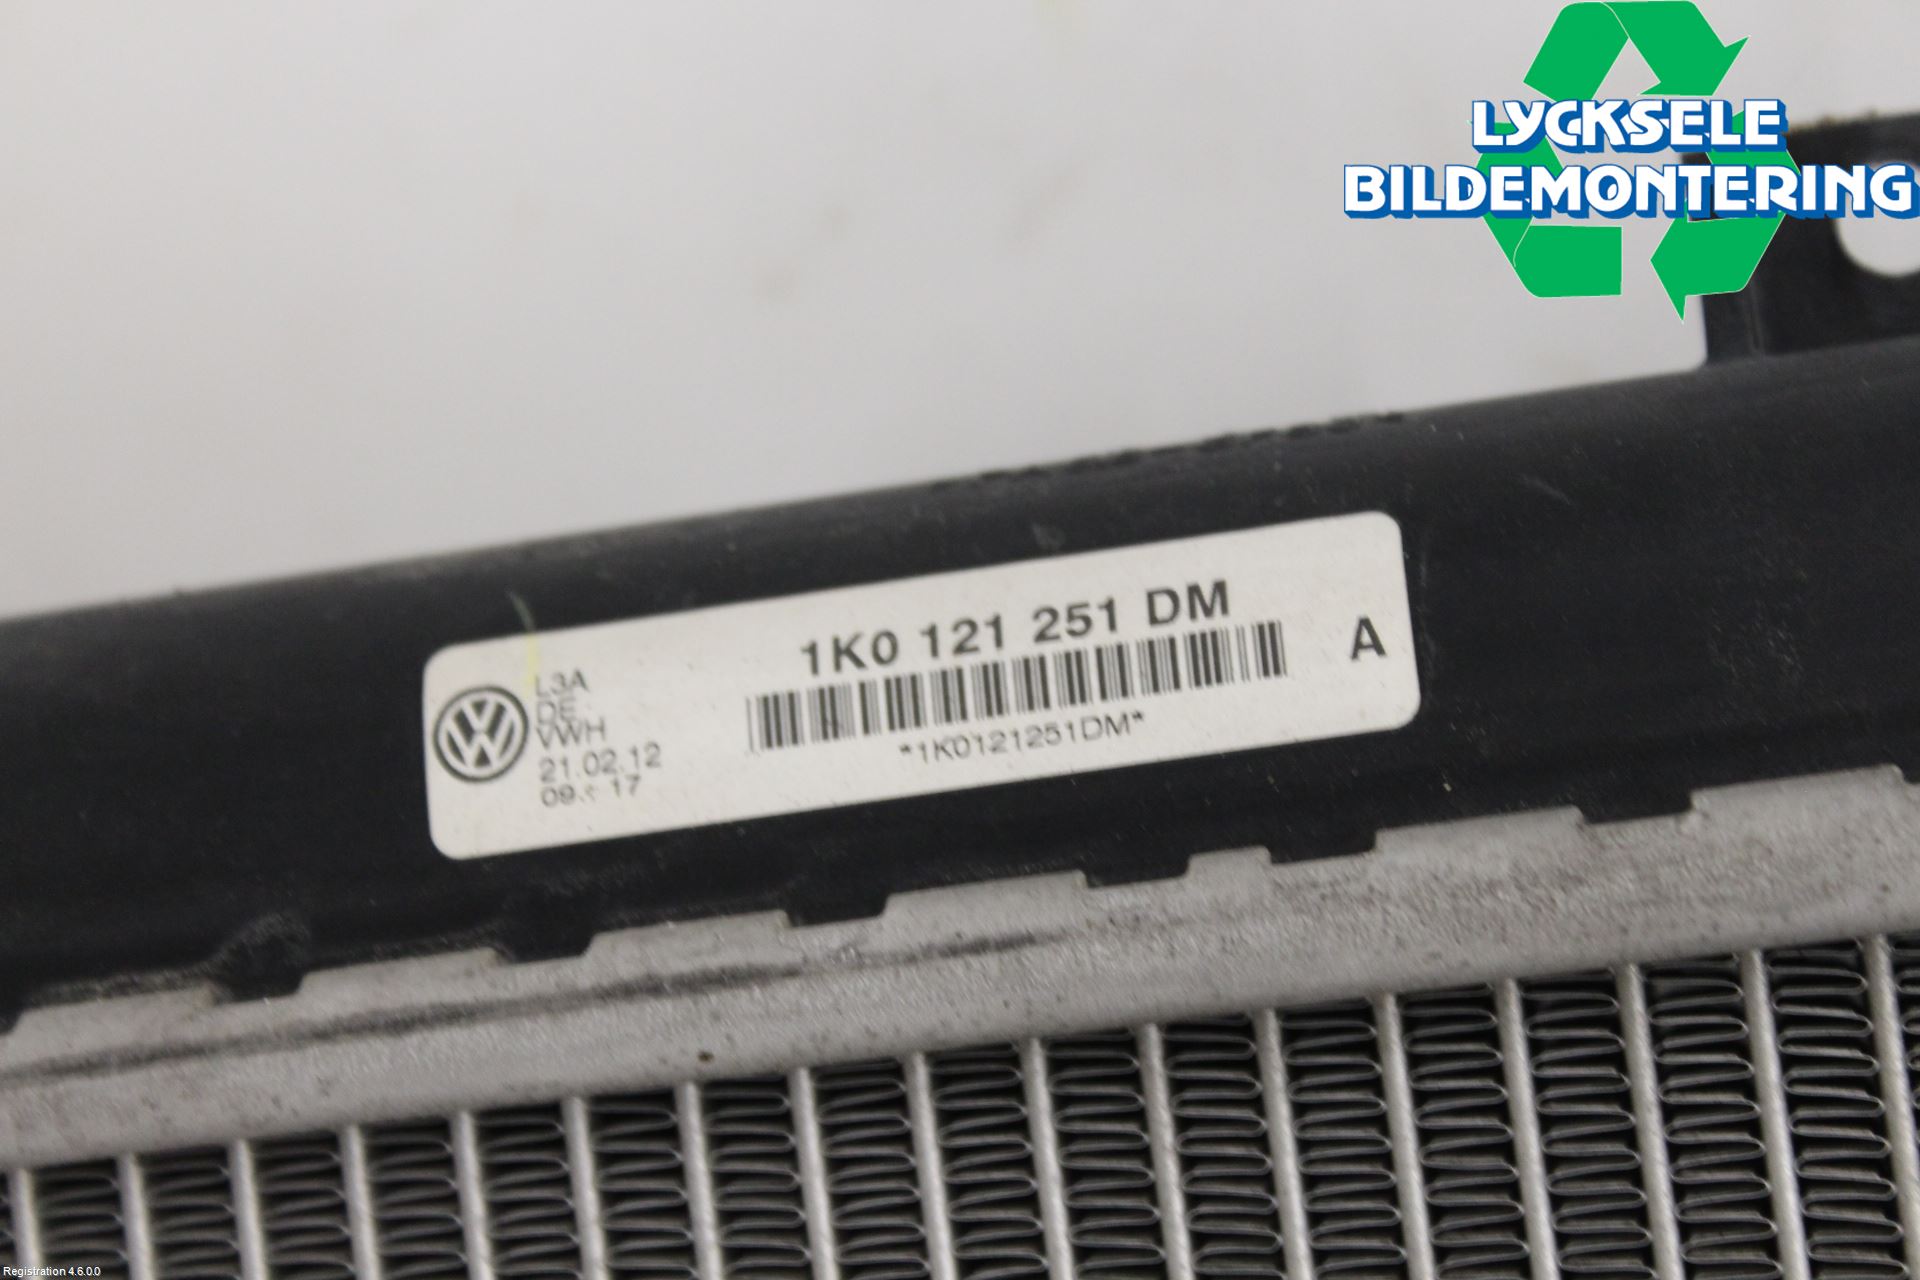 LYCKSELE
BILDEMONTERING
1K0 121 251 DM
A
L3A
DE
VWH
21.02.12
*1K0121251DM*
Registration 4.6.0.0